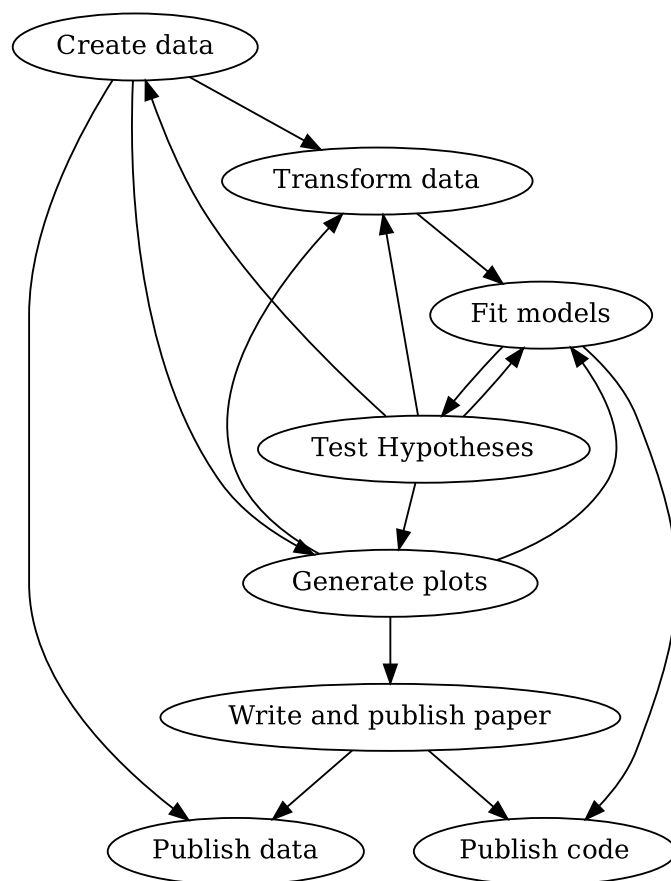 Create data
Transform data
Fit models
Test Hypotheses
Generate plots
Write and publish paper
Publish data
Publish code